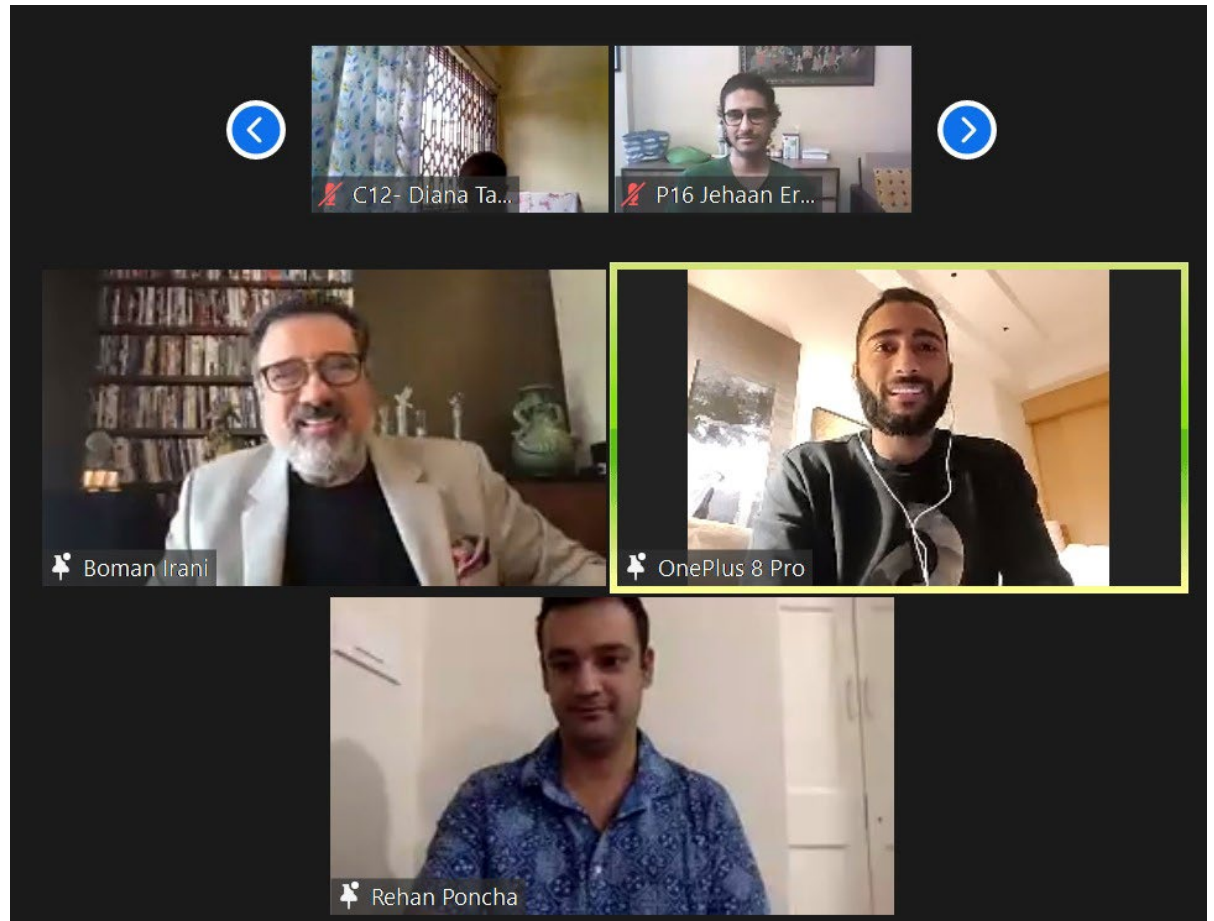 C12- Diana Ta...
P16 Jehaan Er...
Boman Irani
OnePlus 8 Pro
Rehan Poncha